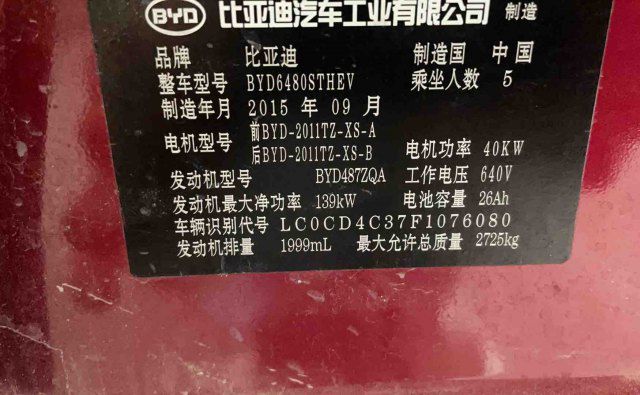 BYD 比亚迪汽车工业有限公司 制造
品牌 比亚迪 制造国 中国
整车型号 BYD6480STHEV 乘坐人数 5
制造年月 2015 年 09 月
电机型号 前BYD-2011TZ-XS-A
后BYD-2011TZ-XS-B 电机功率 40KW
发动机型号 BYD487ZQA 工作电压 640V
发动机最大净功率 139kW 电池容量 26Ah
车辆识别代号 LC0CD4C37F1076080
发动机排量 1999mL 最大允许总质量 2725kg